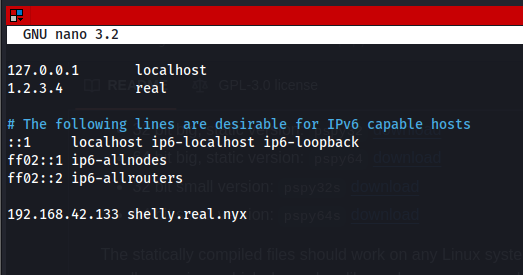 GNU nano 3.2
127.0.0.1       localhost
1.2.3.4         real
# The following lines are desirable for IPv6 capable hosts
::1     localhost ip6-localhost ip6-loopback
ff02::1 ip6-allnodes
ff02::2 ip6-allrouters
192.168.42.133 shelly.real.nyx
README
GPL-3.0 license
big, static version: pspy64 download
small version: pspy32s download
version: pspy64s download
The statically compiled files should work on any Linux syste